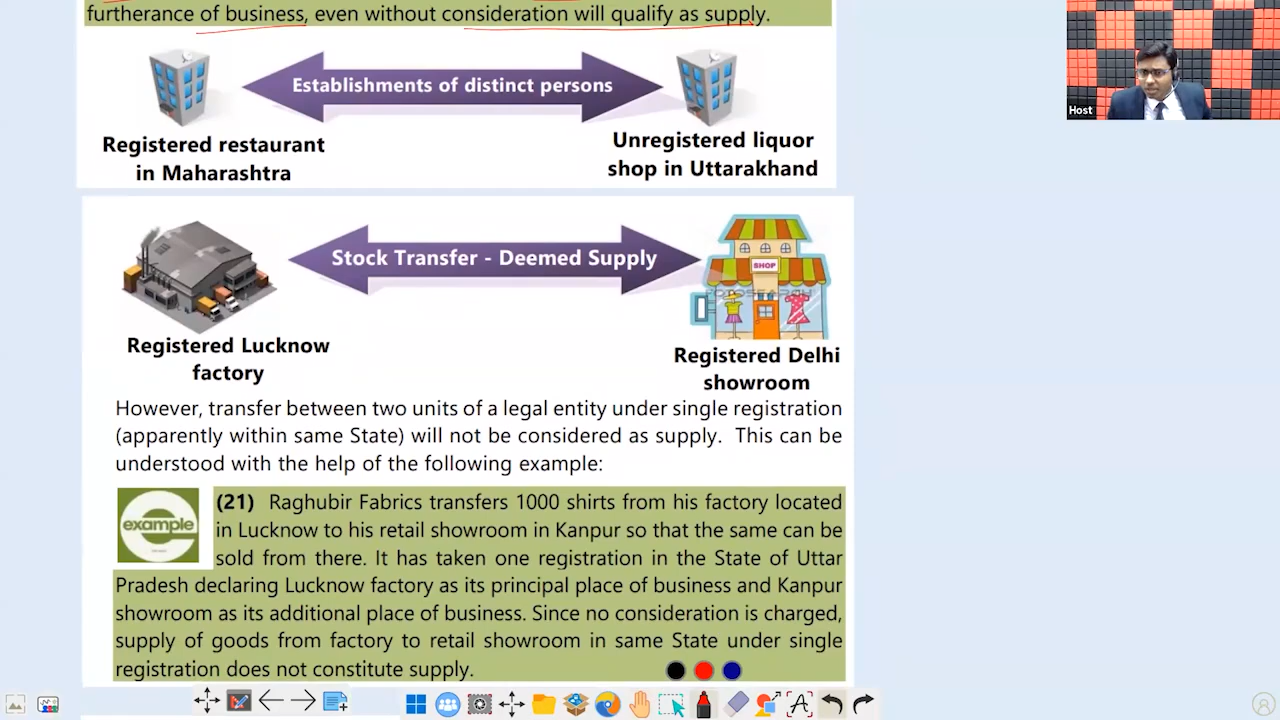 furtherance of business, even without consideration will qualify as supply.
Establishments of distinct persons
Registered restaurant
in Maharashtra
Unregistered liquor
shop in Uttarakhand
Host
Stock Transfer - Deemed Supply
SHOP
FOTOSEARCH
Registered Lucknow
factory
Registered Delhi
showroom
However, transfer between two units of a legal entity under single registration
(apparently within same State) will not be considered as supply. This can be
understood with the help of the following example:
example
(21) Raghubir Fabrics transfers 1000 shirts from his factory located
in Lucknow to his retail showroom in Kanpur so that the same can be
sold from there. It has taken one registration in the State of Uttar
Pradesh declaring Lucknow factory as its principal place of business and Kanpur
showroom as its additional place of business. Since no consideration is charged,
supply of goods from factory to retail showroom in same State under single
registration does not constitute supply.